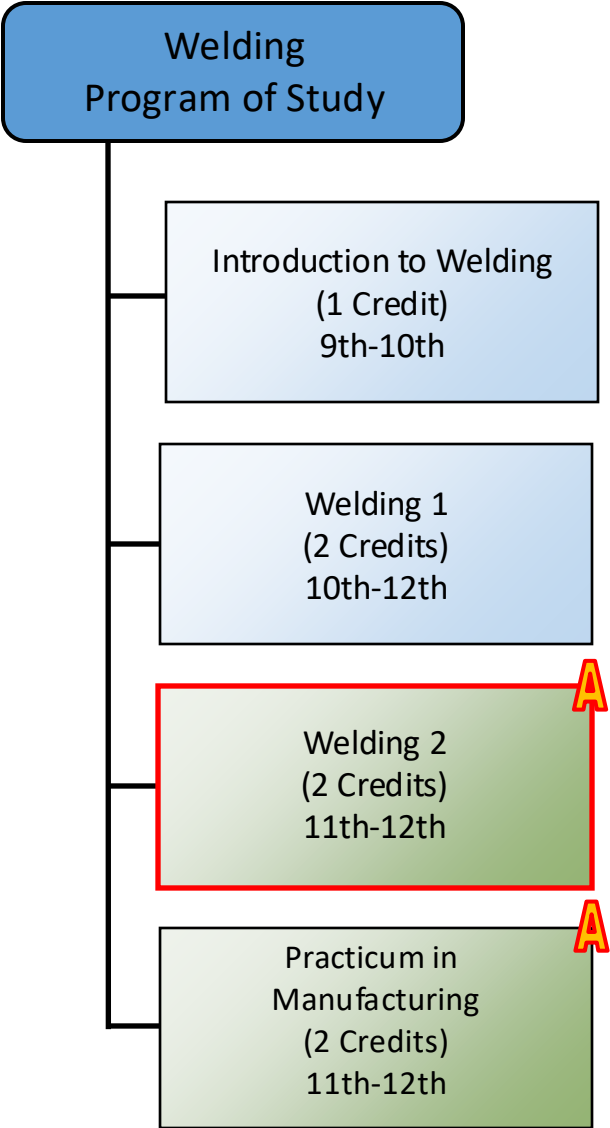 Welding
Program of Study
Introduction to Welding
(1 Credit)
9th-10th
Welding 1
(2 Credits)
10th-12th
A
Welding 2
(2 Credits)
11th-12th
A
Practicum in
Manufacturing
(2 Credits)
11th-12th